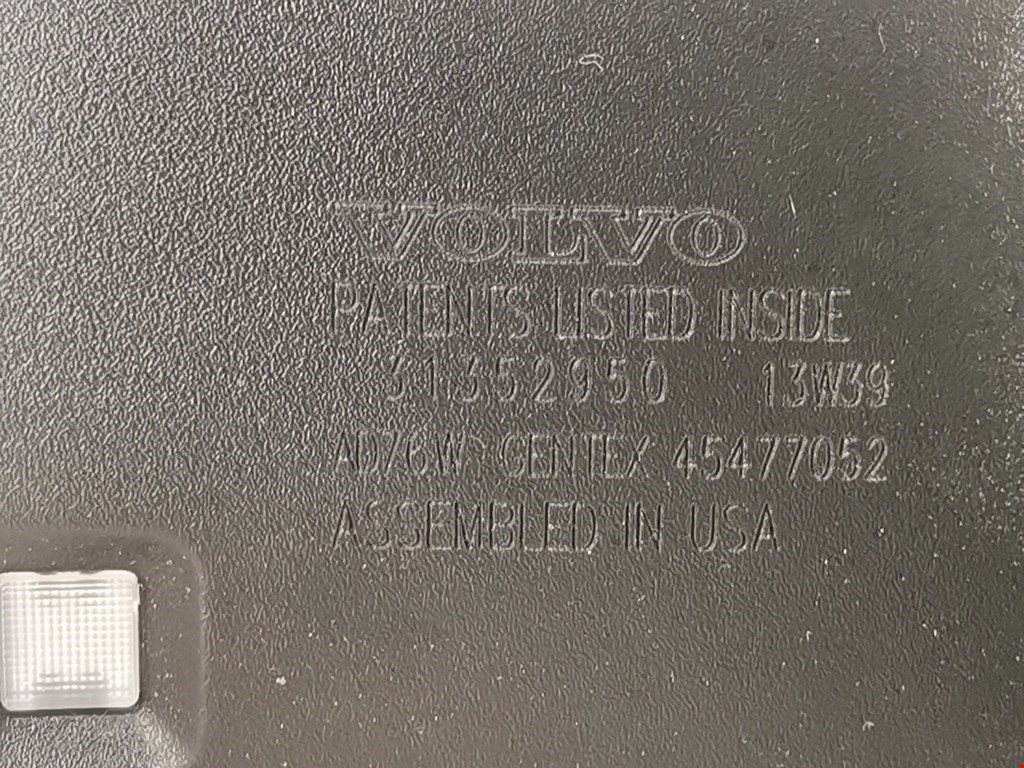 VOLVO
PATENTS LISTED INSIDE
31352950 13W39
AD76W GENTEX 45477052
ASSEMBLED IN USA